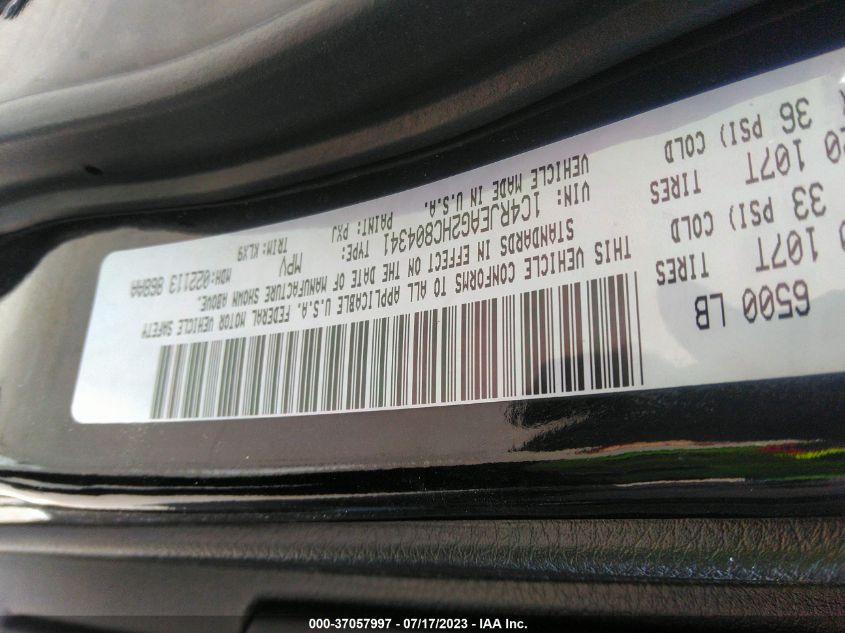 6500 LB
107T TIRES
33 PSI) COLD
107T TIRES
36 PSI) COLD
THIS VEHICLE CONFORMS TO ALL APPLICABLE U.S.A. FEDERAL MOTOR VEHICLE SAFETY
STANDARDS IN EFFECT ON THE DATE OF MANUFACTURE SHOWN ABOVE.
VIN: 1C4RJEAG2HC804341 TYPE: MPV MDH:022113 868AA
VEHICLE MADE IN U.S.A PAINT: PXJ TRIM: KLX9
000-37057997 - 07/17/2023 - IAA Inc.